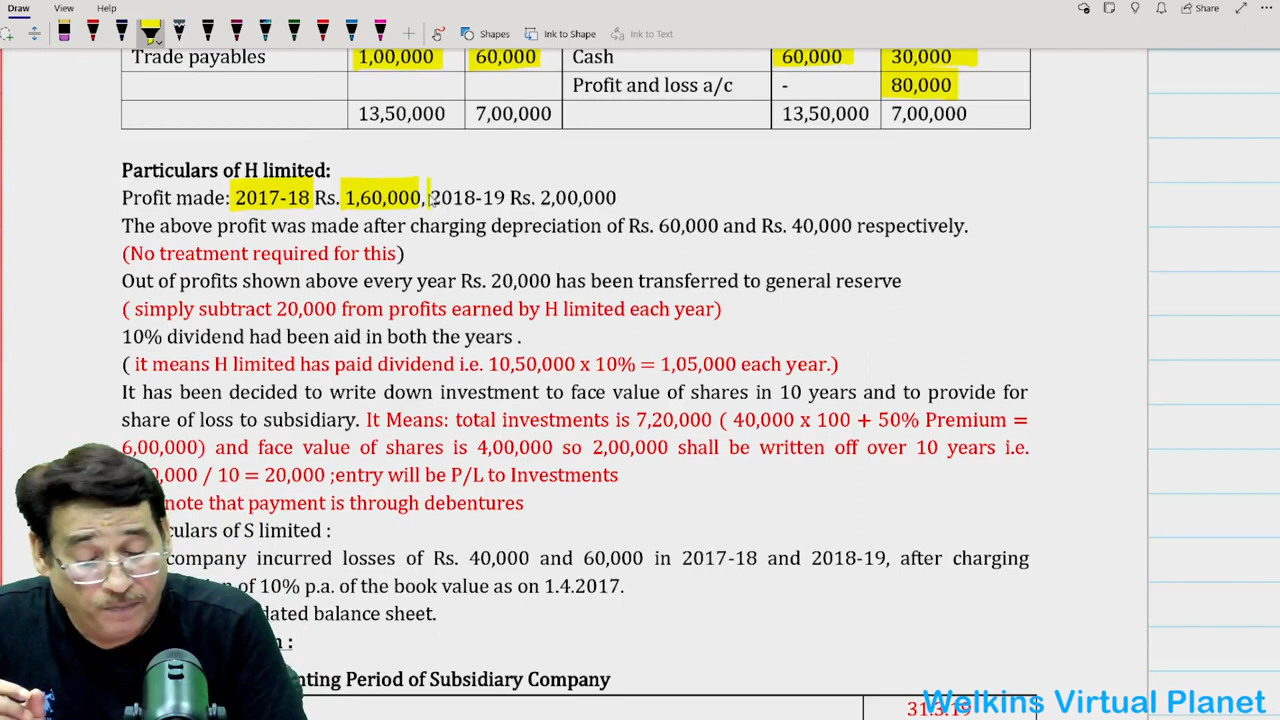 Draw View Help Share
Shapes Ink to Shape Ink to Text
Trade payables 1,00,000 60,000 Cash 60,000 30,000
Profit and loss a/c - 80,000
13,50,000 7,00,000 13,50,000 7,00,000
Particulars of H limited:
Profit made: 2017-18 Rs. 1,60,000, 2018-19 Rs. 2,00,000
The above profit was made after charging depreciation of Rs. 60,000 and Rs. 40,000 respectively.
(No treatment required for this)
Out of profits shown above every year Rs. 20,000 has been transferred to general reserve
( simply subtract 20,000 from profits earned by H limited each year)
10% dividend had been aid in both the years .
( it means H limited has paid dividend i.e. 10,50,000 x 10% = 1,05,000 each year.)
It has been decided to write down investment to face value of shares in 10 years and to provide for
share of loss to subsidiary. It Means: total investments is 7,20,000 ( 40,000 x 100 + 50% Premium =
6,00,000) and face value of shares is 4,00,000 so 2,00,000 shall be written off over 10 years i.e.
0,000 / 10 = 20,000 ;entry will be P/L to Investments
note that payment is through debentures
culars of S limited :
company incurred losses of Rs. 40,000 and 60,000 in 2017-18 and 2018-19, after charging
of 10% p.a. of the book value as on 1.4.2017.
dated balance sheet.
:
nting Period of Subsidiary Company
31.3.19
Welkins Virtual Planet